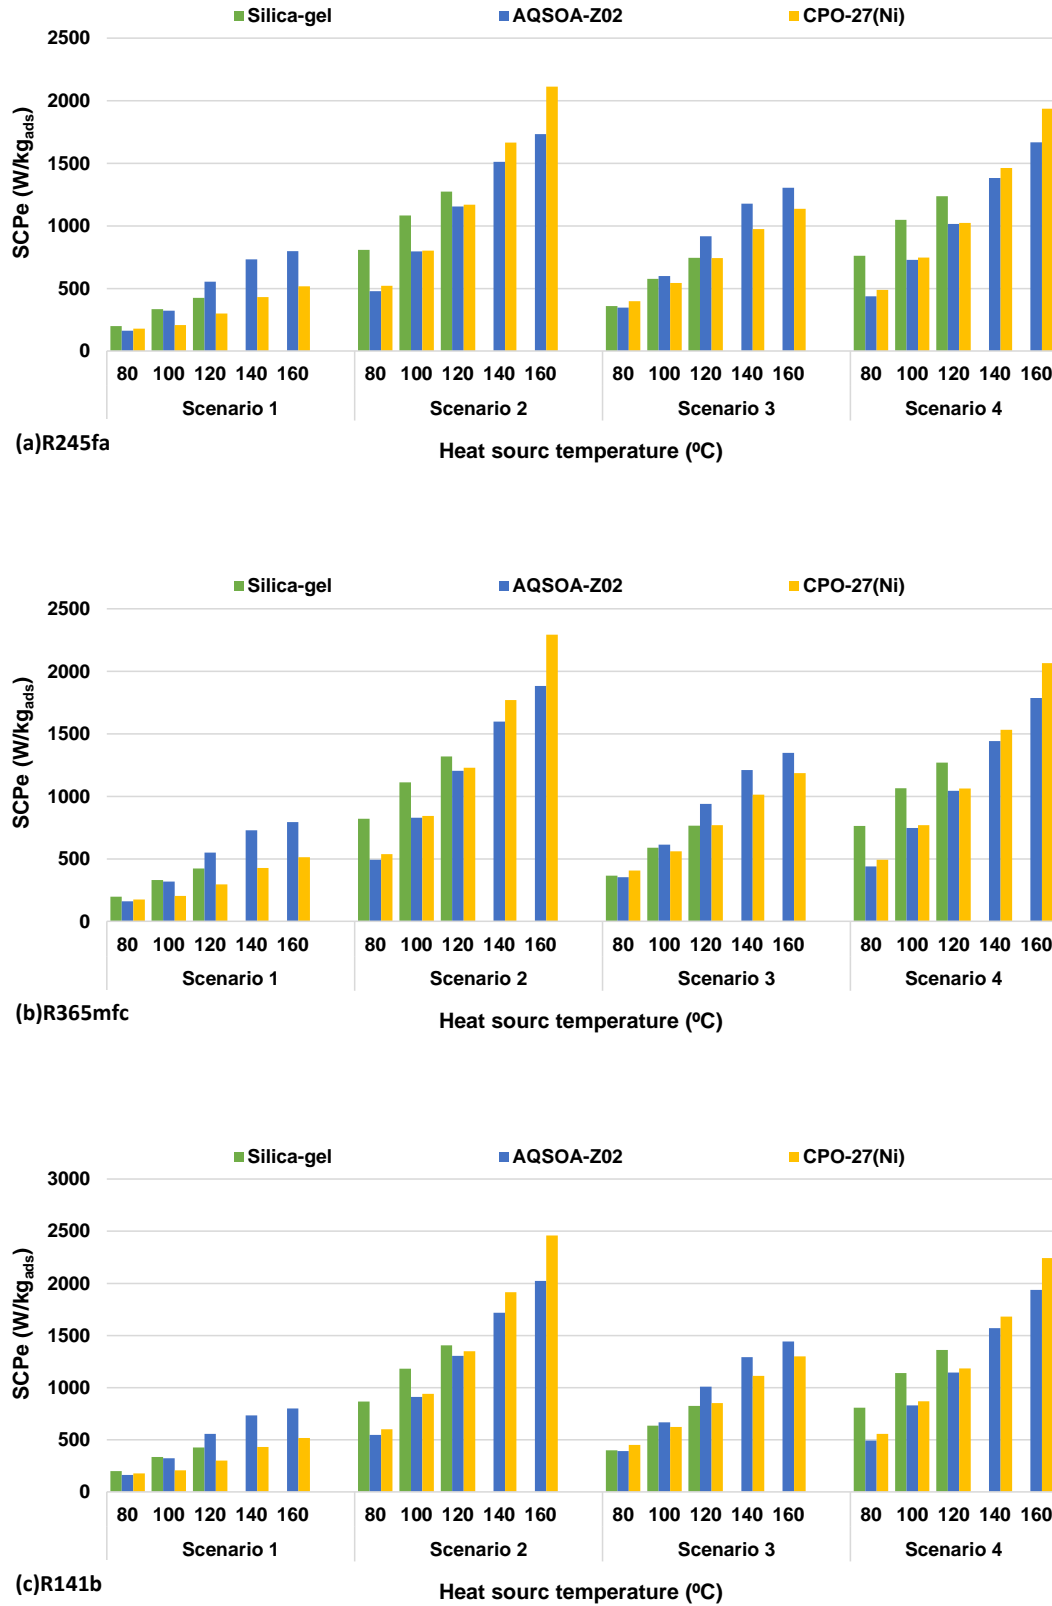 Silica-gel AQSOA-Z02 CPO-27(Ni)
2500
2000
1500
1000
500
0
SCPe (W/kgads)
80 100 120 140 160 80 100 120 140 160 80 100 120 140 160 80 100 120 140 160
Scenario 1 Scenario 2 Scenario 3 Scenario 4
(a)R245fa
Heat sourc temperature (ºC)
Silica-gel AQSOA-Z02 CPO-27(Ni)
2500
2000
1500
1000
500
0
SCPe (W/kgads)
80 100 120 140 160 80 100 120 140 160 80 100 120 140 160 80 100 120 140 160
Scenario 1 Scenario 2 Scenario 3 Scenario 4
(b)R365mfc
Heat sourc temperature (ºC)
Silica-gel AQSOA-Z02 CPO-27(Ni)
3000
2500
2000
1500
1000
500
0
SCPe (W/kgads)
80 100 120 140 160 80 100 120 140 160 80 100 120 140 160 80 100 120 140 160
Scenario 1 Scenario 2 Scenario 3 Scenario 4
(c)R141b
Heat sourc temperature (ºC)